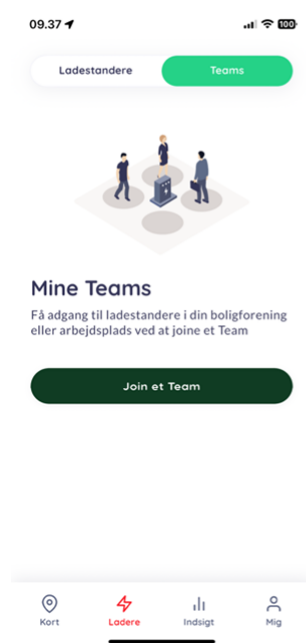 09.37
100
Ladestandere
Teams
Mine Teams
Få adgang til ladestandere i din boligforening
eller arbejdsplads ved at joine et Team
Join et Team
Kort
Ladere
Indsigt
Mig